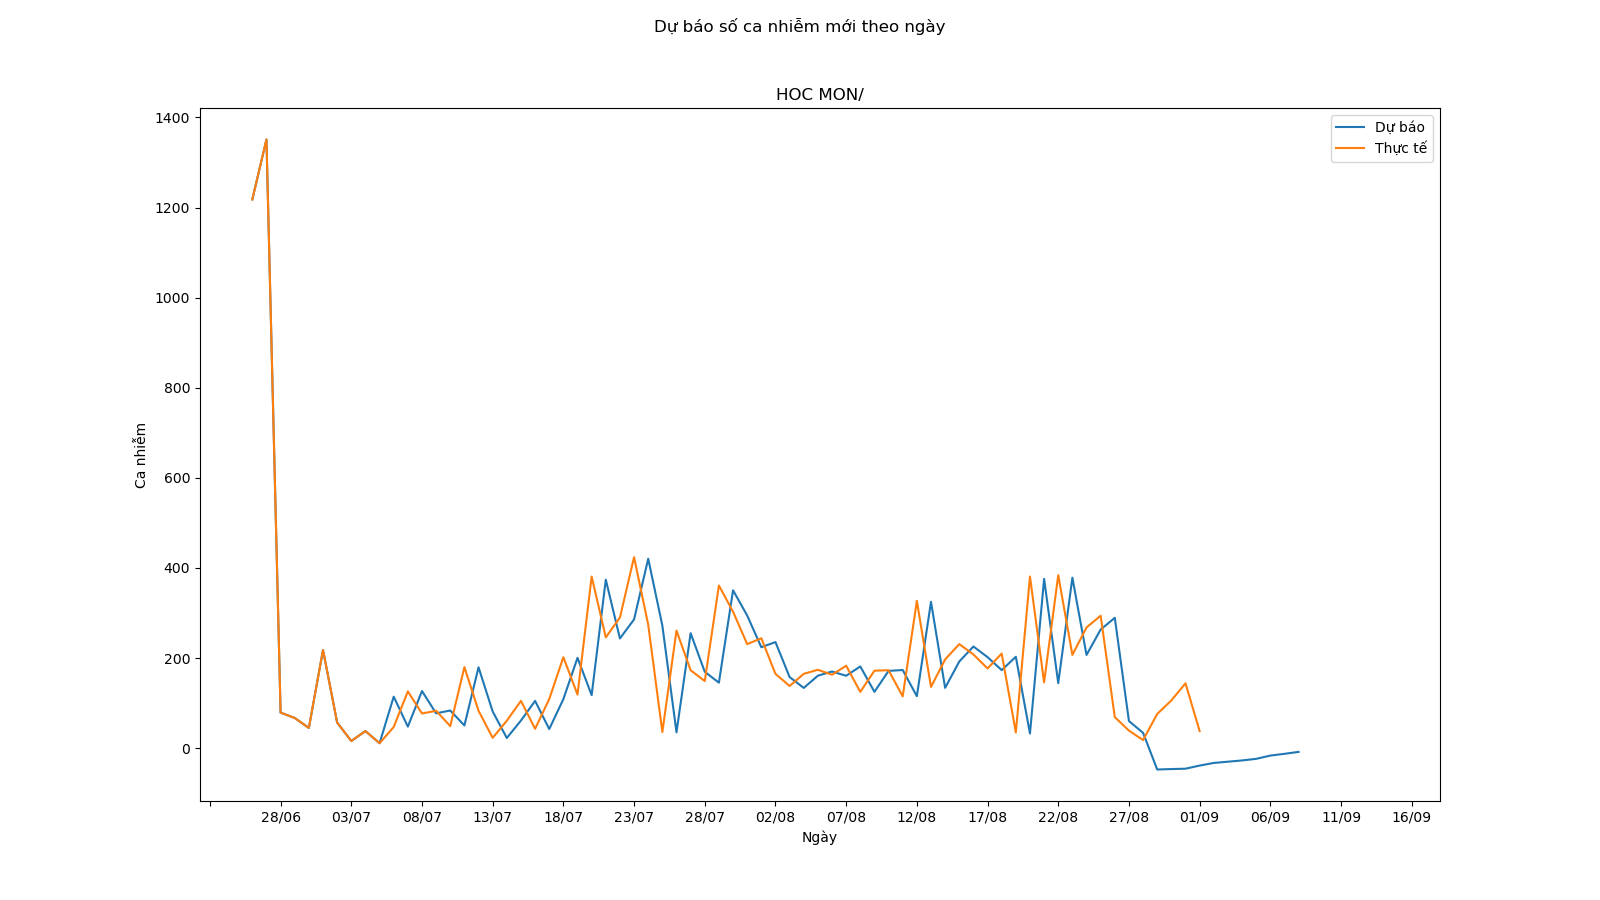 Dự báo số ca nhiễm mới theo ngày
HOC MON/
1400
1200
1000
800
600
400
200
0
Ca nhiễm
Dự báo
Thực tế
28/06 03/07 08/07 13/07 18/07 23/07 28/07 02/08 07/08 12/08 17/08 22/08 27/08 01/09 06/09 11/09 16/09
Ngày